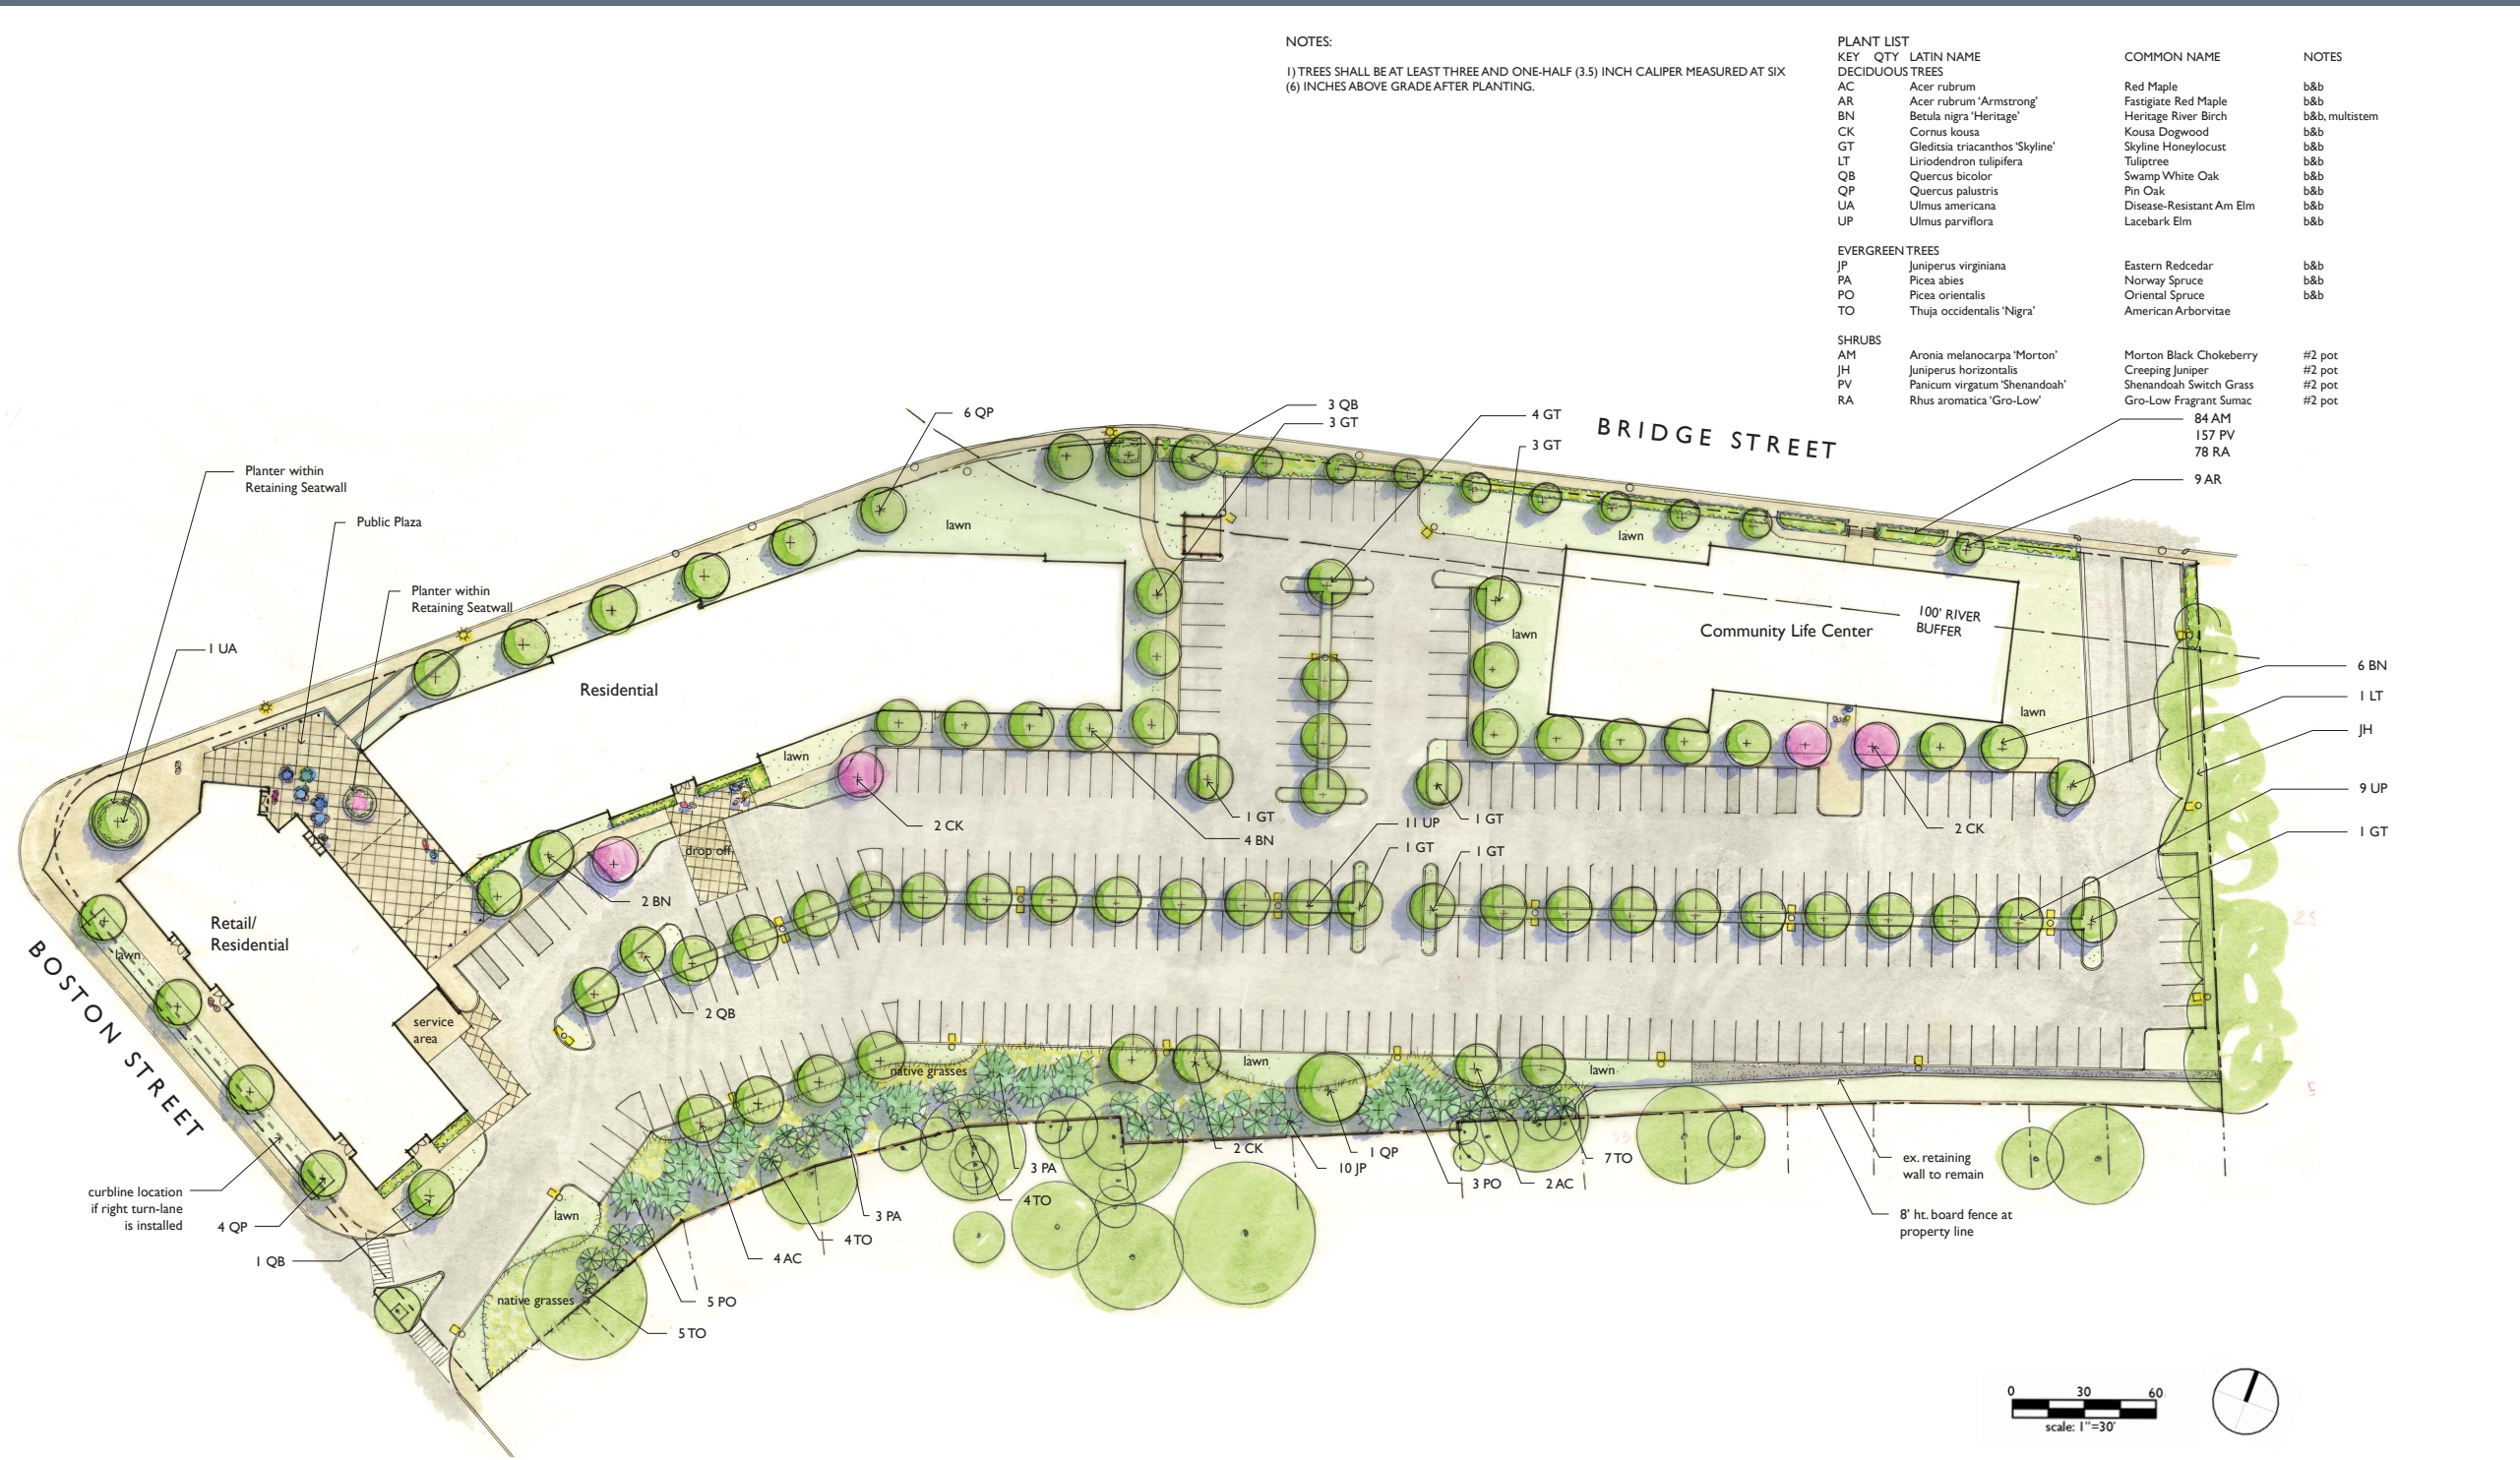 NOTES:
1) TREES SHALL BE AT LEAST THREE AND ONE-HALF (3.5) INCH CALIPER MEASURED AT SIX
(6) INCHES ABOVE GRADE AFTER PLANTING.
PLANT LIST
KEY QTY LATIN NAME COMMON NAME NOTES
DECIDUOUS TREES
AC Acer rubrum Red Maple b&b
AR Acer rubrum ‘Armstrong’ Fastigiate Red Maple b&b
BN Betula nigra ‘Heritage’ Heritage River Birch b&b, multistem
CK Cornus kousa Kousa Dogwood b&b
GT Gleditsia triacanthos ‘Skyline’ Skyline Honeylocust b&b
LT Liriodendron tulipifera Tuliptree b&b
QB Quercus bicolor Swamp White Oak b&b
QP Quercus palustris Pin Oak b&b
UA Ulmus americana Disease-Resistant Am Elm b&b
UP Ulmus parviflora Lacebark Elm b&b
EVERGREEN TREES
JP Juniperus virginiana Eastern Redcedar b&b
PA Picea abies Norway Spruce b&b
PO Picea orientalis Oriental Spruce b&b
TO Thuja occidentalis ‘Nigra’ American Arborvitae
SHRUBS
AM Aronia melanocarpa ‘Morton’ Morton Black Chokeberry #2 pot
JH Juniperus horizontalis Creeping Juniper #2 pot
PV Panicum virgatum ‘Shenandoah’ Shenandoah Switch Grass #2 pot
RA Rhus aromatica ‘Gro-Low’ Gro-Low Fragrant Sumac #2 pot
84 AM
157 PV
78 RA
9 AR
6 QP
3 QB
3 GT
4 GT
3 GT
BRIDGE STREET
Planter within
Retaining Seatwall
Public Plaza
Planter within
Retaining Seatwall
1 UA
lawn
lawn
Residential
lawn
Community Life Center
100' RIVER
BUFFER
lawn
lawn
6 BN
1 LT
JH
9 UP
1 GT
2 CK
1 GT
4 BN
11 UP
1 GT
1 GT
1 GT
2 CK
drop off
2 BN
Retail/
Residential
lawn
BOSTON STREET
2 QB
service
area
native grasses
lawn
lawn
curbline location
if right turn-lane
is installed
4 QP
1 QB
lawn
native grasses
5 TO
5 PO
4 AC
4 TO
3 PA
4 TO
3 PA
2 CK
10 JP
1 QP
3 PO
2 AC
7 TO
ex. retaining
wall to remain
8' ht. board fence at
property line
0 30 60
scale: 1"=30'